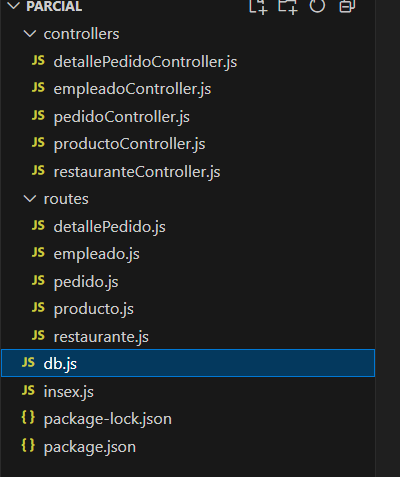 PARCIAL
controllers
JS detallePedidoController.js
JS empleadoController.js
JS pedidoController.js
JS productoController.js
JS restauranteController.js
routes
JS detallePedido.js
JS empleado.js
JS pedido.js
JS producto.js
JS restaurante.js
JS db.js
JS insex.js
{} package-lock.json
{} package.json